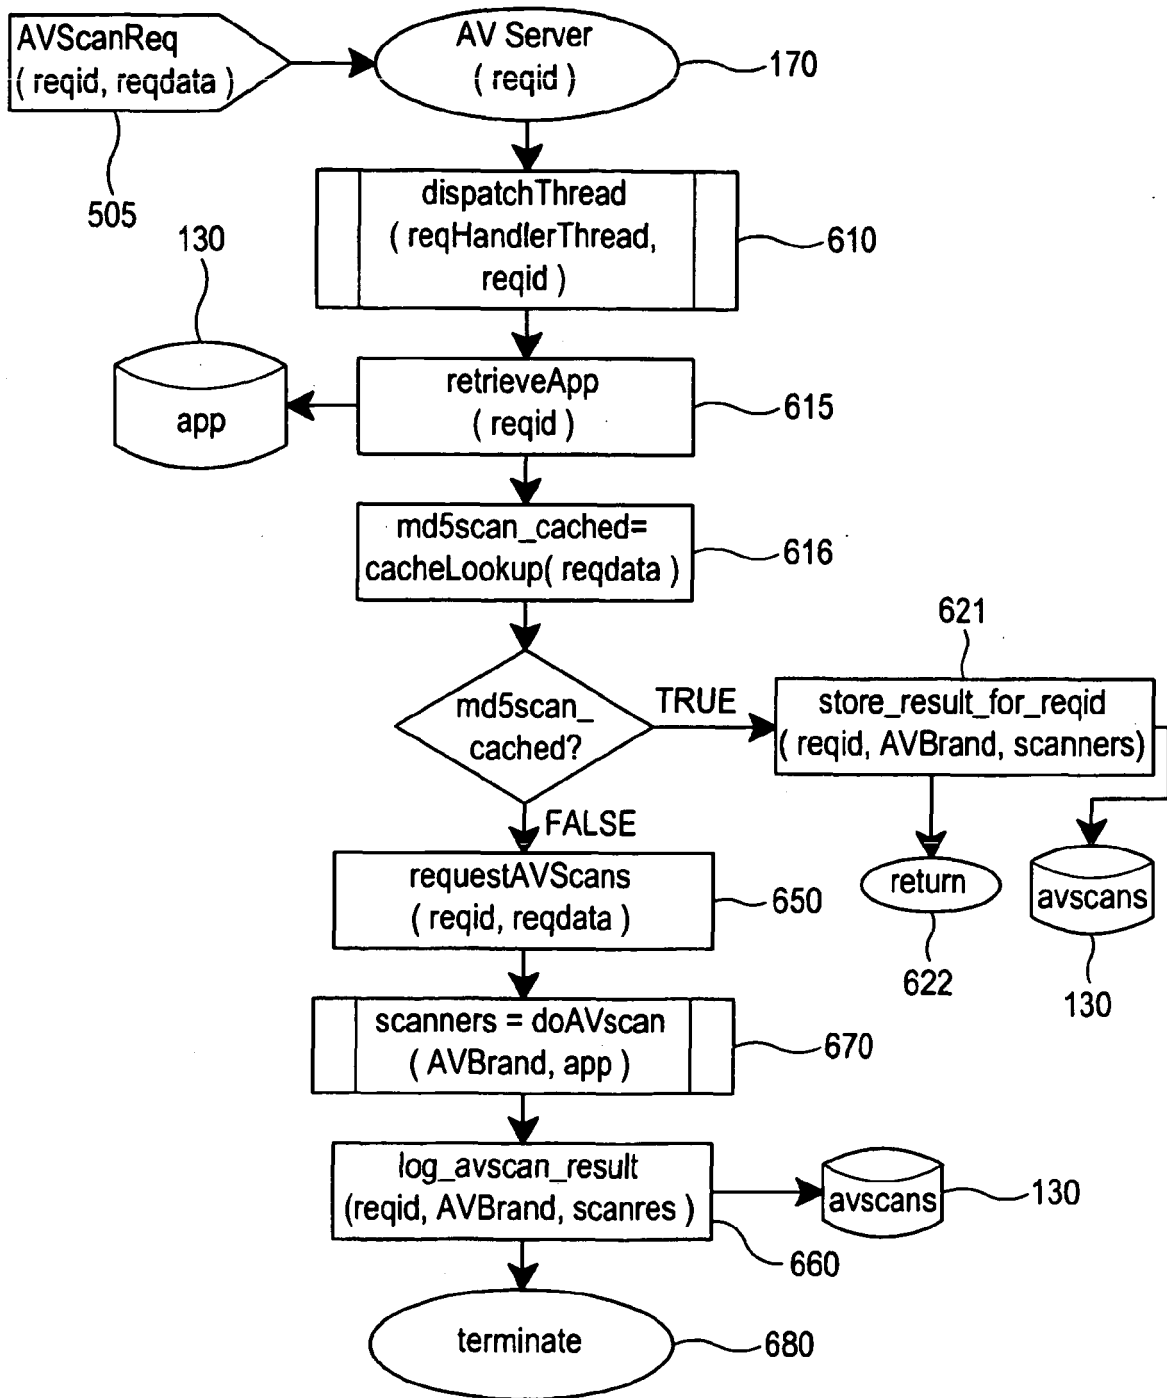 AVScanReq
( reqid, reqdata )
505
AV Server
( reqid )
170
dispatchThread
( reqHandlerThread,
reqid )
610
130
app
retrieveApp
( reqid )
615
md5scan_cached=
cacheLookup( reqdata )
616
md5scan_
cached?
TRUE
FALSE
621
store_result_for_reqid
( reqid, AVBrand, scanners)
return
622
avscans
130
requestAVScans
( reqid, reqdata )
650
scanners = doAVscan
( AVBrand, app )
670
log_avscan_result
(reqid, AVBrand, scanres )
660
avscans
130
terminate
680